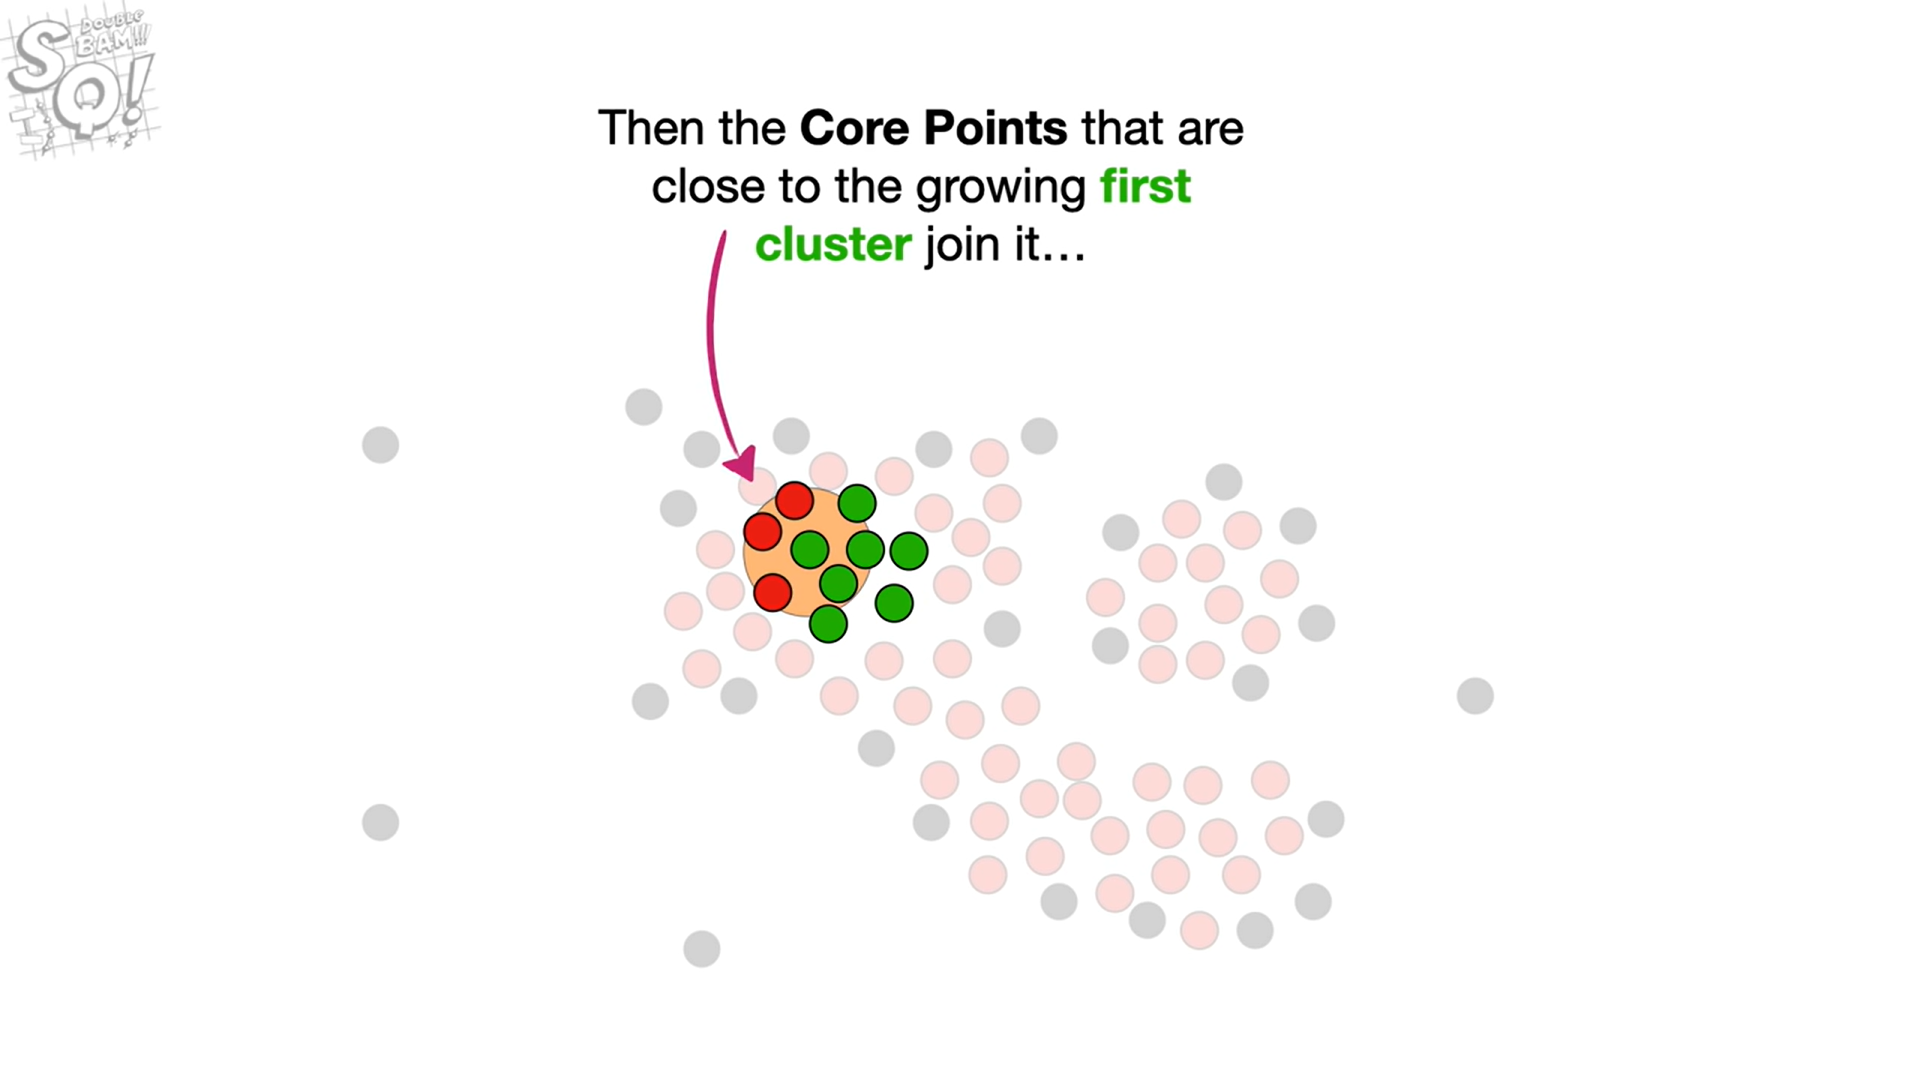 DOUBLE
BAM!!!
SQ!
Then the Core Points that are
close to the growing first
cluster join it…